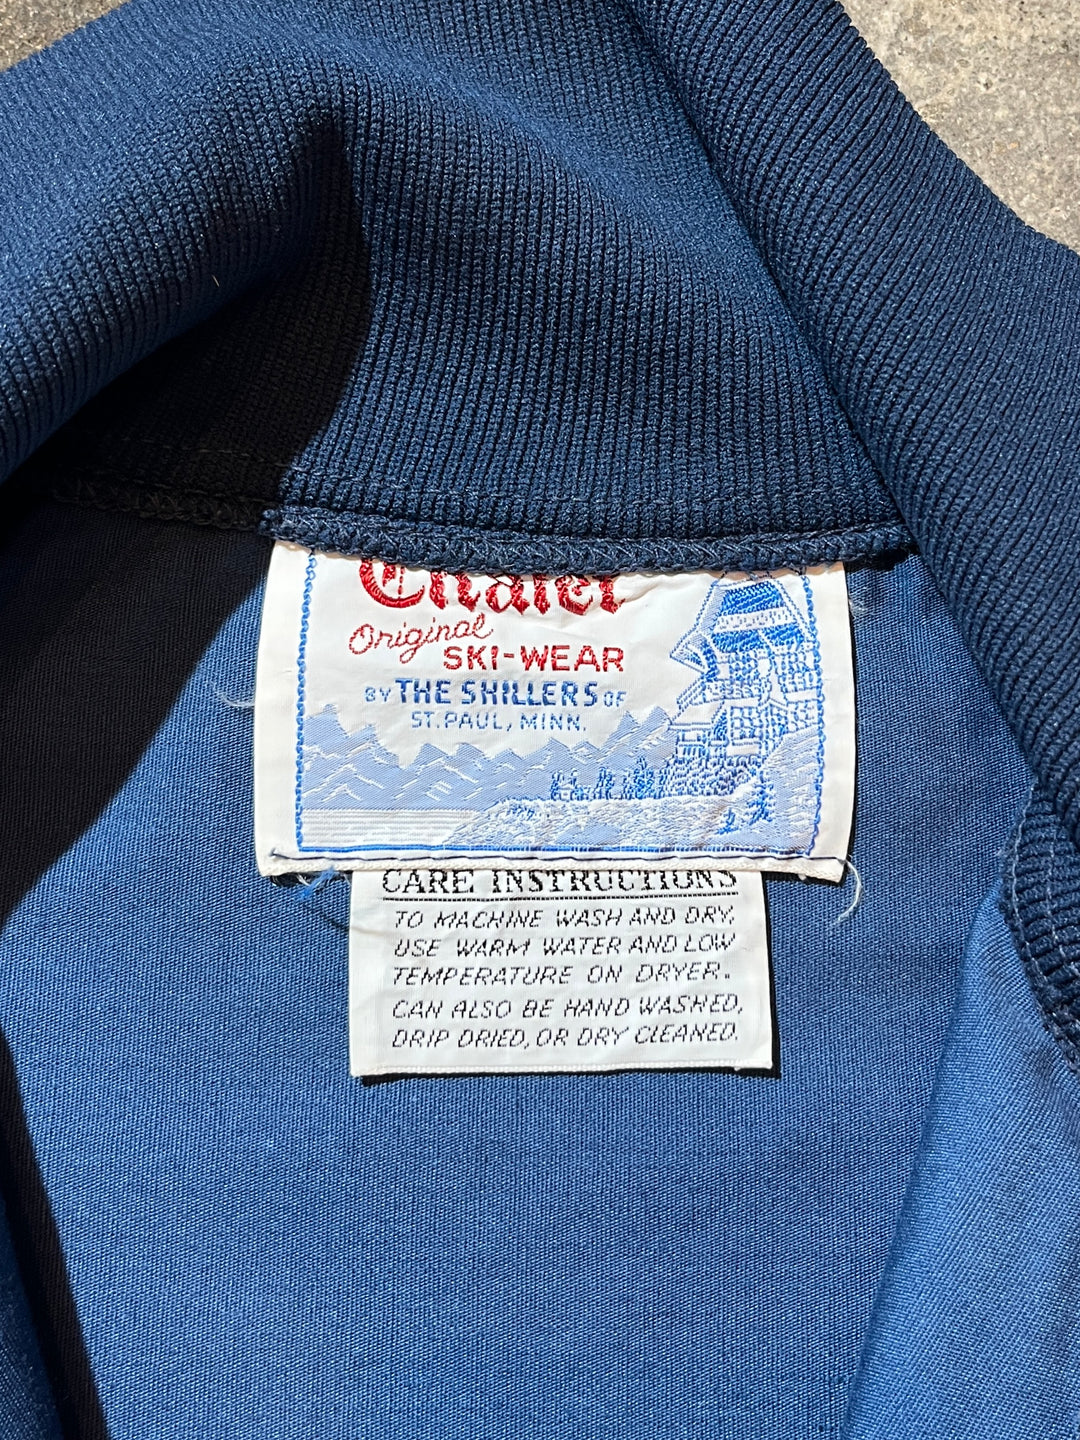 Chalet
Original
SKI-WEAR
BY THE SHILLERS OF
ST. PAUL, MINN.
CARE INSTRUCTIONS
TO MACHINE WASH AND DRY,
USE WARM WATER AND LOW
TEMPERATURE ON DRYER.
CAN ALSO BE HAND WASHED,
DRIP DRIED, OR DRY CLEANED.